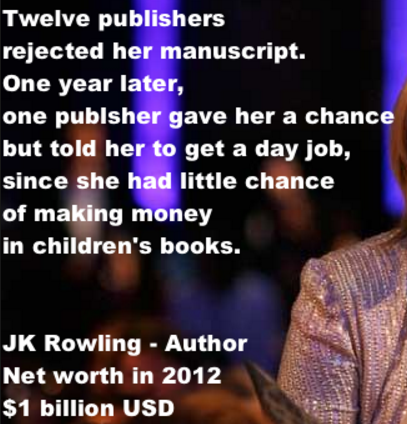 Twelve publishers
rejected her manuscript.
One year later,
one publsher gave her a chance
but told her to get a day job,
since she had little chance
of making money
in children's books.
JK Rowling - Author
Net worth in 2012
$1 billion USD